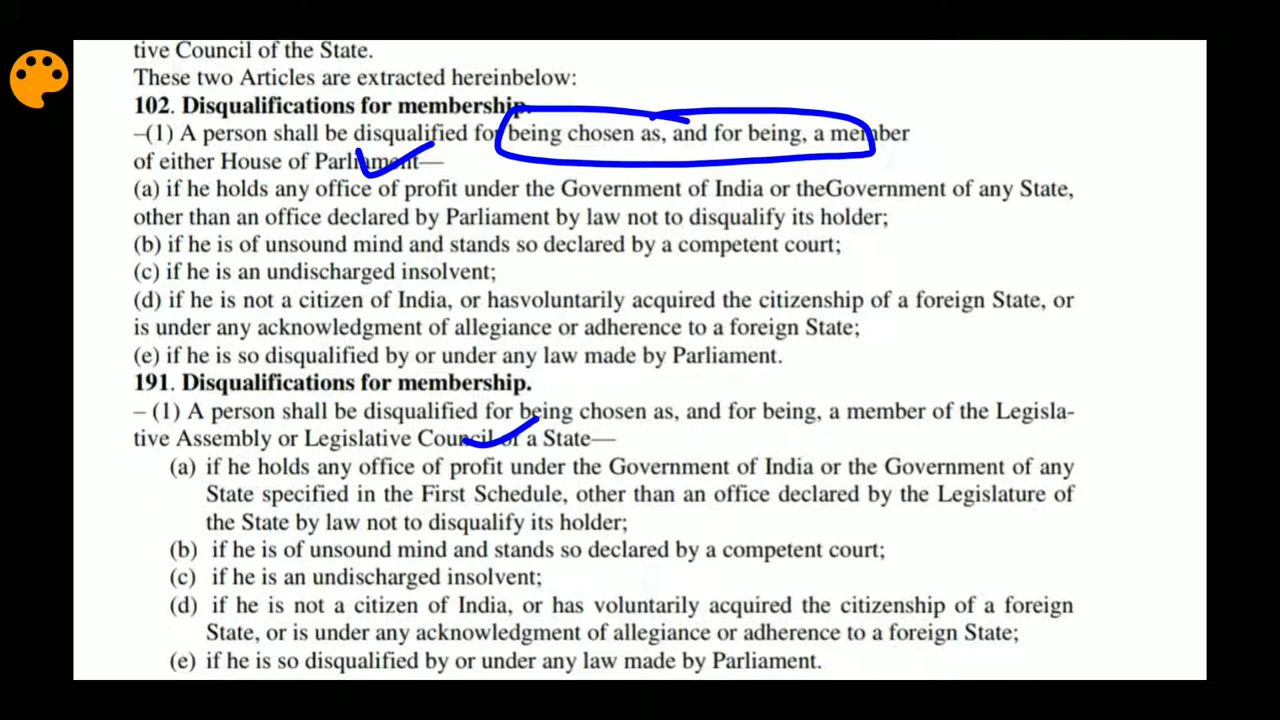 tive Council of the State.
These two Articles are extracted hereinbelow:
102. Disqualifications for membership.
–(1) A person shall be disqualified for being chosen as, and for being, a member
of either House of Parliament—
(a) if he holds any office of profit under the Government of India or theGovernment of any State,
other than an office declared by Parliament by law not to disqualify its holder;
(b) if he is of unsound mind and stands so declared by a competent court;
(c) if he is an undischarged insolvent;
(d) if he is not a citizen of India, or hasvoluntarily acquired the citizenship of a foreign State, or
is under any acknowledgment of allegiance or adherence to a foreign State;
(e) if he is so disqualified by or under any law made by Parliament.
191. Disqualifications for membership.
– (1) A person shall be disqualified for being chosen as, and for being, a member of the Legisla-
tive Assembly or Legislative Council of a State—
(a) if he holds any office of profit under the Government of India or the Government of any
State specified in the First Schedule, other than an office declared by the Legislature of
the State by law not to disqualify its holder;
(b) if he is of unsound mind and stands so declared by a competent court;
(c) if he is an undischarged insolvent;
(d) if he is not a citizen of India, or has voluntarily acquired the citizenship of a foreign
State, or is under any acknowledgment of allegiance or adherence to a foreign State;
(e) if he is so disqualified by or under any law made by Parliament.